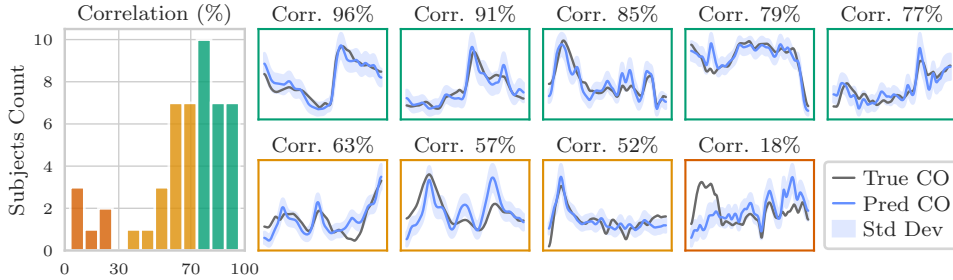 Correlation (%)
Corr. 96%
Corr. 91%
Corr. 85%
Corr. 79%
Corr. 77%
Subjects Count
10
8
6
4
2
0
0
30
70
100
Corr. 63%
Corr. 57%
Corr. 52%
Corr. 18%
True CO
Pred CO
Std Dev